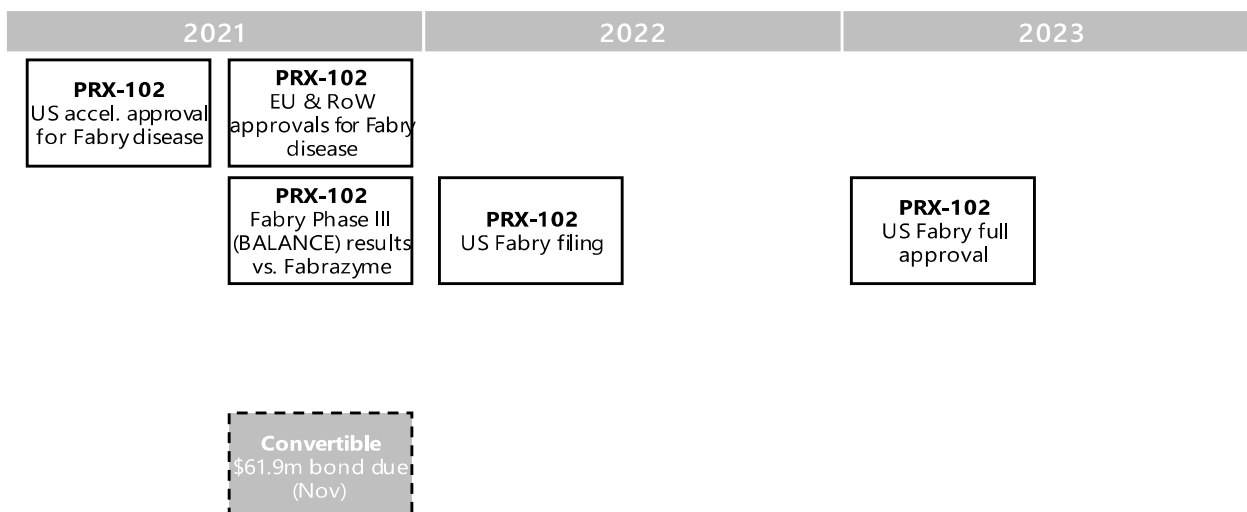 2021
2022
2023
PRX-102
US accel. approval
for Fabry disease
PRX-102
EU & RoW
approvals for Fabry
disease
PRX-102
Fabry Phase III
(BALANCE) results
vs. Fabrazyme
PRX-102
US Fabry filing
PRX-102
US Fabry full
approval
Convertible
$61.9m bond due
(Nov)